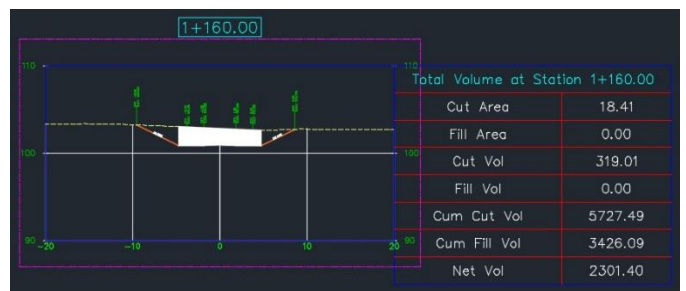 1+160.00
110
110
100
100
90
90
-20
-10
0
10
20
Total Volume at Station 1+160.00
Cut Area 18.41
Fill Area 0.00
Cut Vol 319.01
Fill Vol 0.00
Cum Cut Vol 5727.49
Cum Fill Vol 3426.09
Net Vol 2301.40